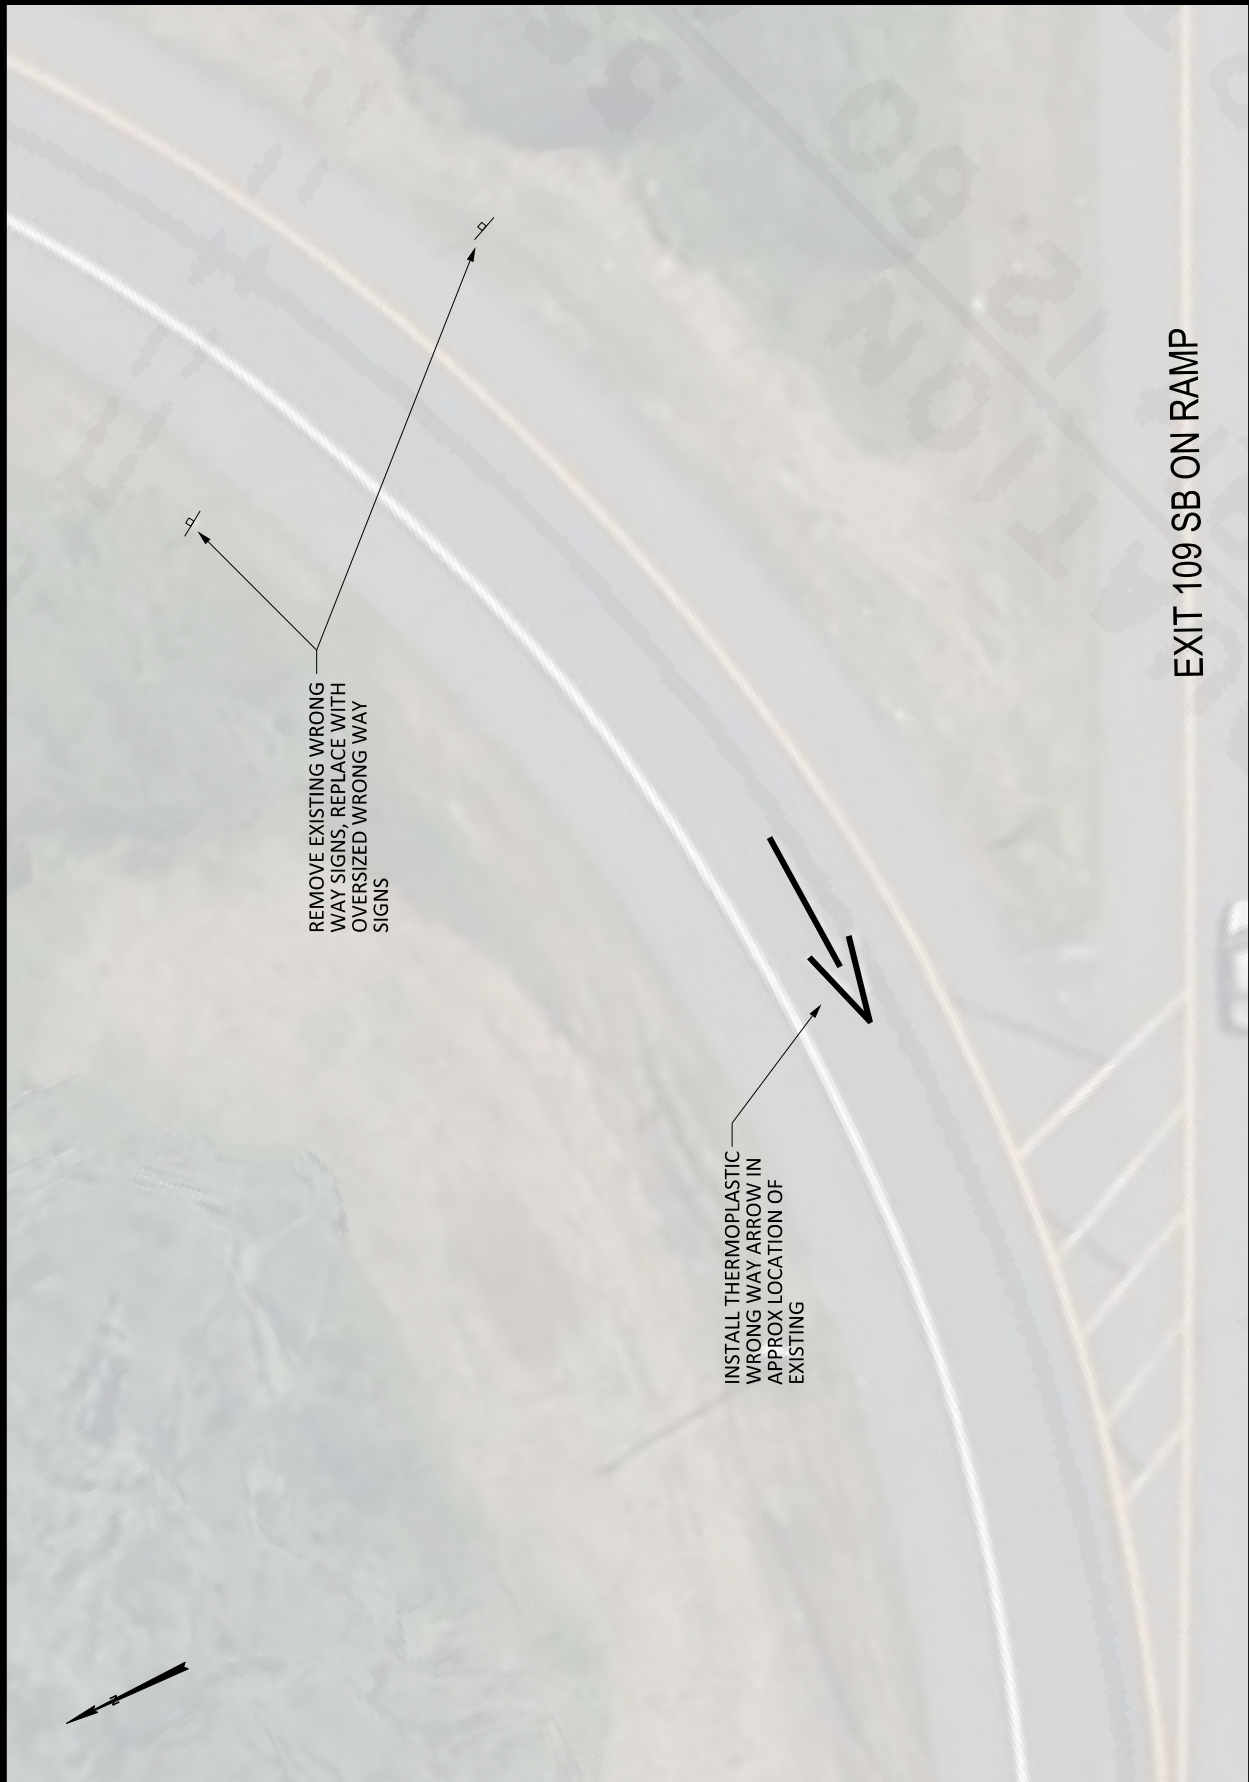 REMOVE EXISTING WRONG
WAY SIGNS, REPLACE WITH
OVERSIZED WRONG WAY
SIGNS
INSTALL THERMOPLASTIC
WRONG WAY ARROW IN
APPROX LOCATION OF
EXISTING
EXIT 109 SB ON RAMP
N